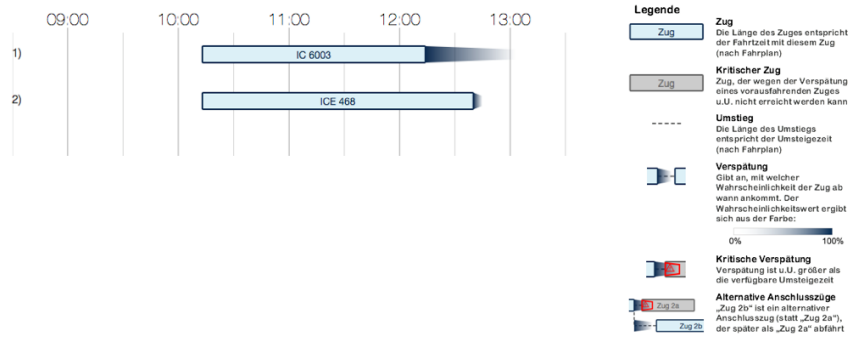 09:00 10:00 11:00 12:00 13:00
1) IC 6003
2) ICE 468
Legende
Zug
Zug
Die Länge des Zuges entspricht
der Fahrtzeit mit diesem Zug
(nach Fahrplan)
Zug
Kritischer Zug
Zug, der wegen der Verspätung
eines vorausfahrenden Zuges
u.U. nicht erreicht werden kann
Umstieg
Die Länge des Umstiegs
entspricht der Umsteigezeit
(nach Fahrplan)
Verspätung
Gibt an, mit welcher
Wahrscheinlichkeit der Zug ab
wann ankommt. Der
Wahrscheinlichkeitswert ergibt
sich aus der Farbe:
0% 100%
Kritische Verspätung
Verspätung ist u.U. größer als
die verfügbare Umsteigezeit
Zug 2a
Zug 2b
Alternative Anschlusszüge
„Zug 2b“ ist ein alternativer
Anschlusszug (statt „Zug 2a“),
der später als „Zug 2a“ abfährt